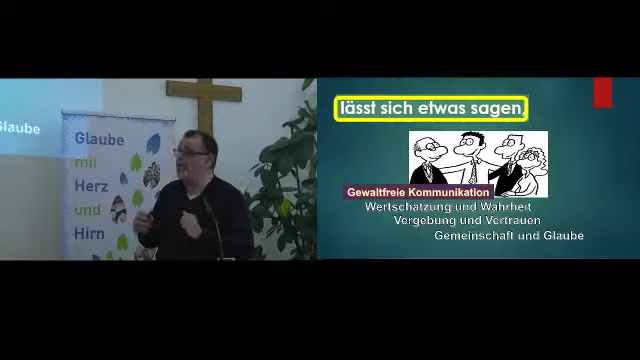 Glaube
Glaube
mit
Herz
und
Hirn
lässt sich etwas sagen,
Gewaltfreie Kommunikation
Wertschätzung und Wahrheit
Vergebung und Vertrauen
Gemeinschaft und Glaube